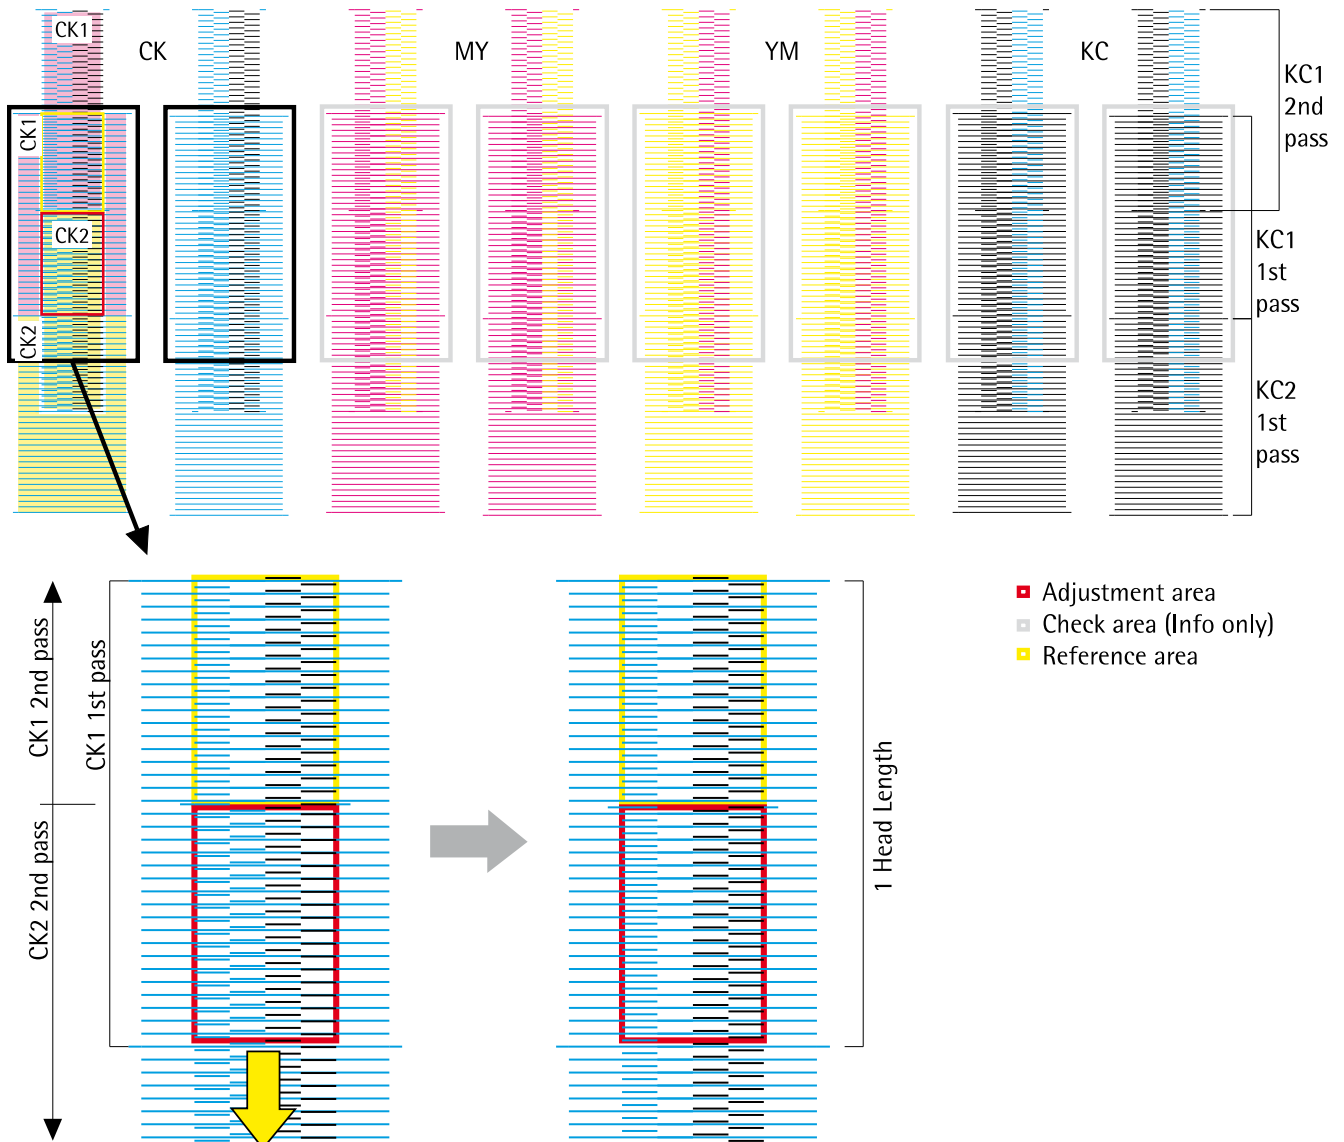 CK1
CK
MY
YM
KC
KC1
2nd
pass
CK1
CK2
CK2
KC1
1st
pass
KC2
1st
pass
CK1 2nd pass
CK1 1st pass
CK2 2nd pass
1 Head Length
Adjustment area
Check area (Info only)
Reference area